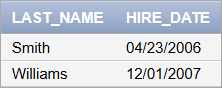 LAST_NAME HIRE_DATE
Smith 04/23/2006
Williams 12/01/2007